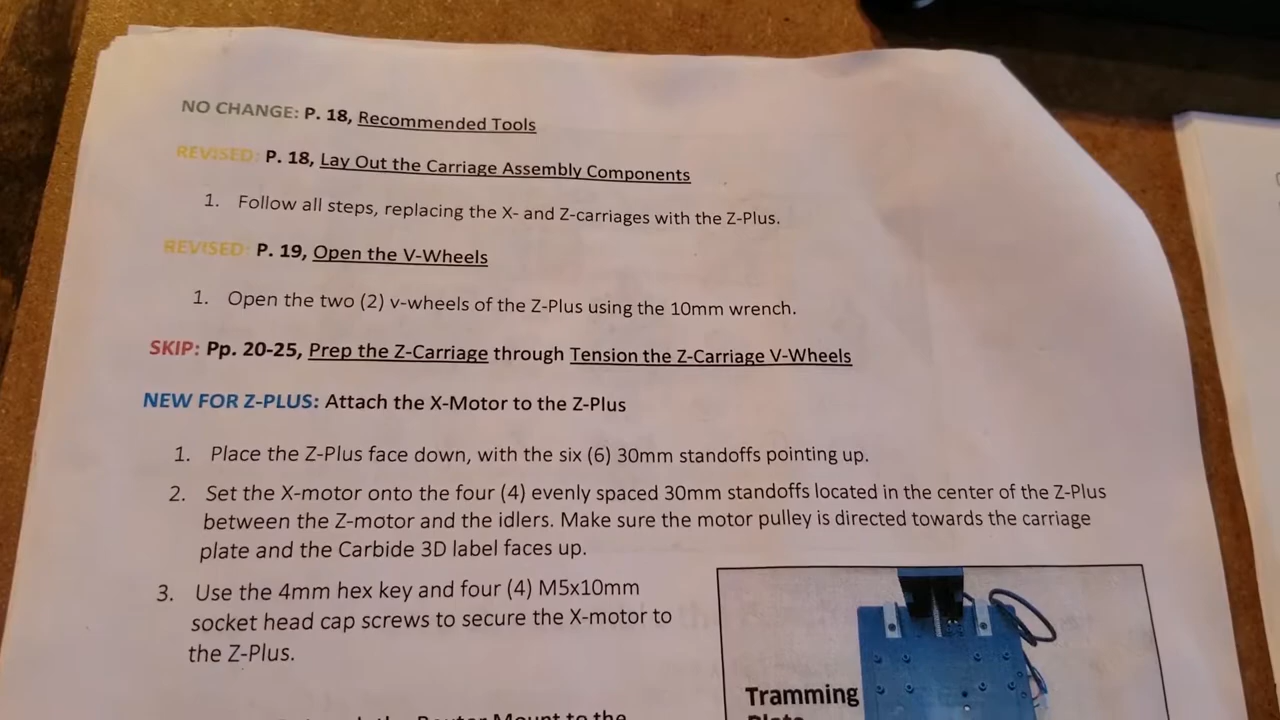 NO CHANGE: P. 18, Recommended Tools
REVISED: P. 18, Lay Out the Carriage Assembly Components
1. Follow all steps, replacing the X- and Z-carriages with the Z-Plus.
REVISED: P. 19, Open the V-Wheels
1. Open the two (2) v-wheels of the Z-Plus using the 10mm wrench.
SKIP: Pp. 20-25, Prep the Z-Carriage through Tension the Z-Carriage V-Wheels
NEW FOR Z-PLUS: Attach the X-Motor to the Z-Plus
1. Place the Z-Plus face down, with the six (6) 30mm standoffs pointing up.
2. Set the X-motor onto the four (4) evenly spaced 30mm standoffs located in the center of the Z-Plus
between the Z-motor and the idlers. Make sure the motor pulley is directed towards the carriage
plate and the Carbide 3D label faces up.
3. Use the 4mm hex key and four (4) M5x10mm
socket head cap screws to secure the X-motor to
the Z-Plus.
Tramming
Plate
Router Mount to the